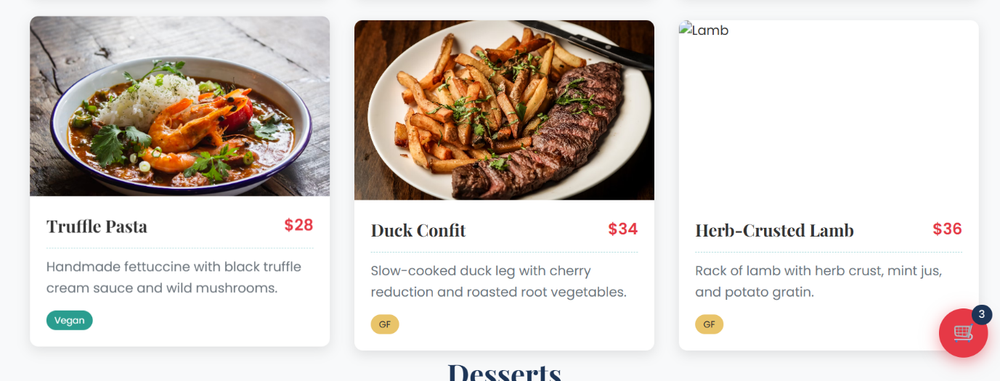 Lamb
Truffle Pasta $28
Handmade fettuccine with black truffle
cream sauce and wild mushrooms.
Vegan
Duck Confit $34
Slow-cooked duck leg with cherry
reduction and roasted root vegetables.
GF
Herb-Crusted Lamb $36
Rack of lamb with herb crust, mint jus,
and potato gratin.
GF
3
Desserts